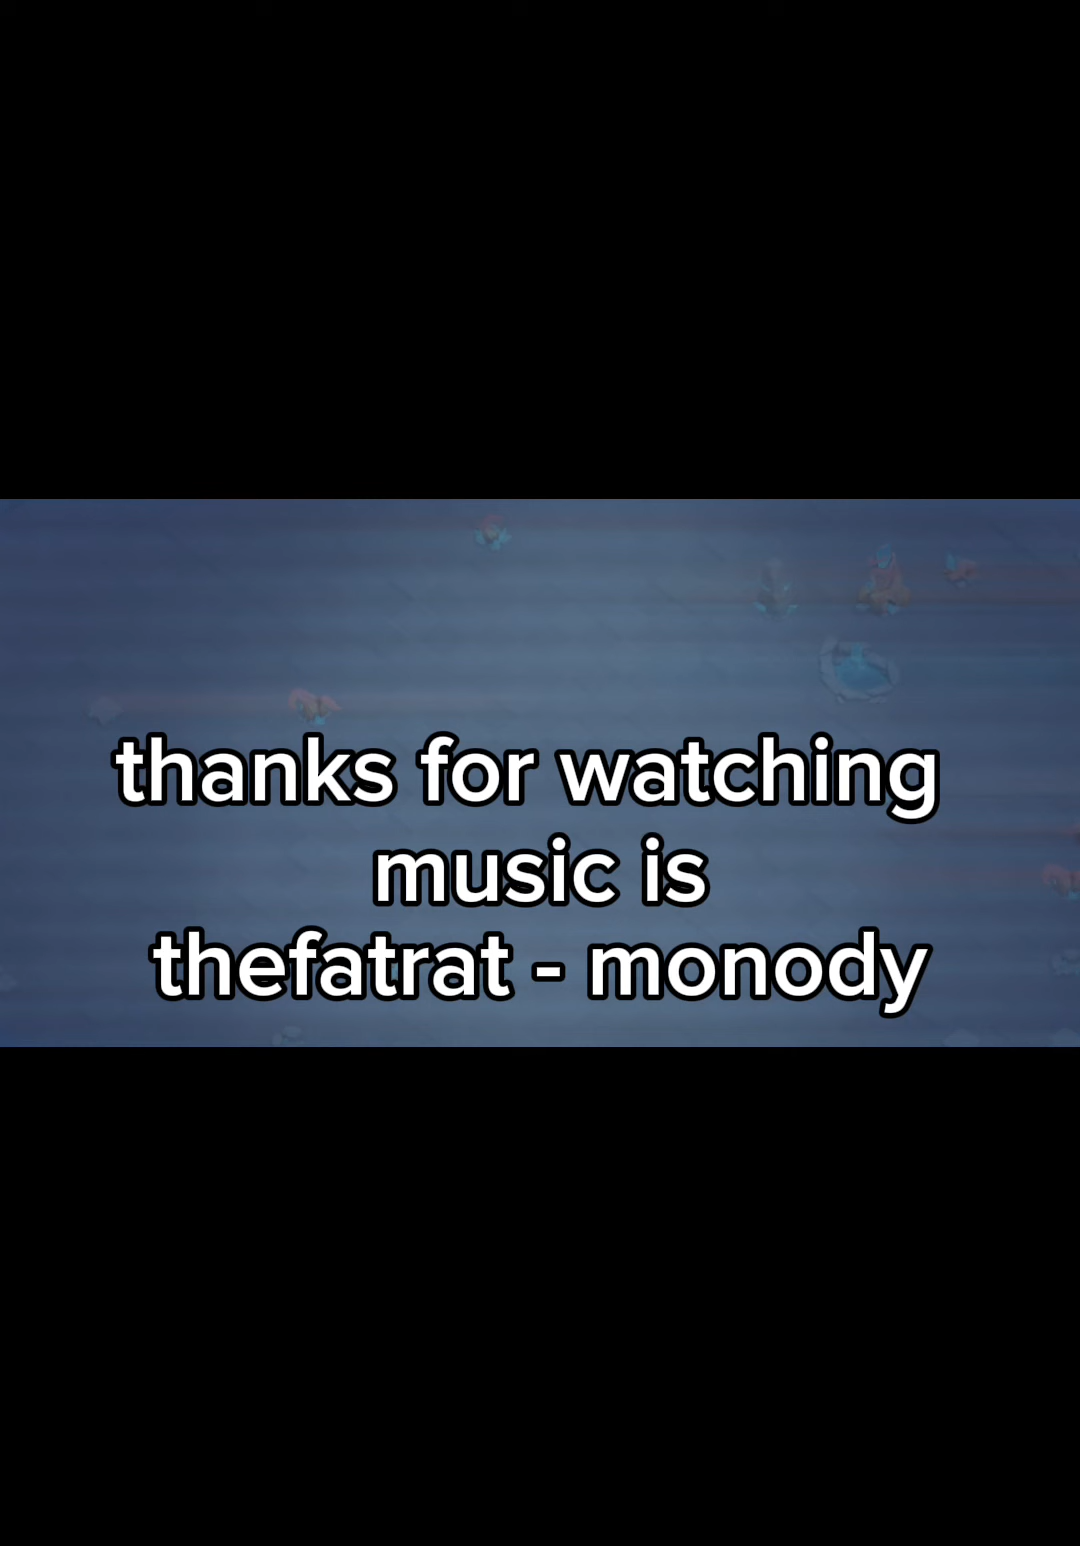 thanks for watching
music is
thefatrat - monody